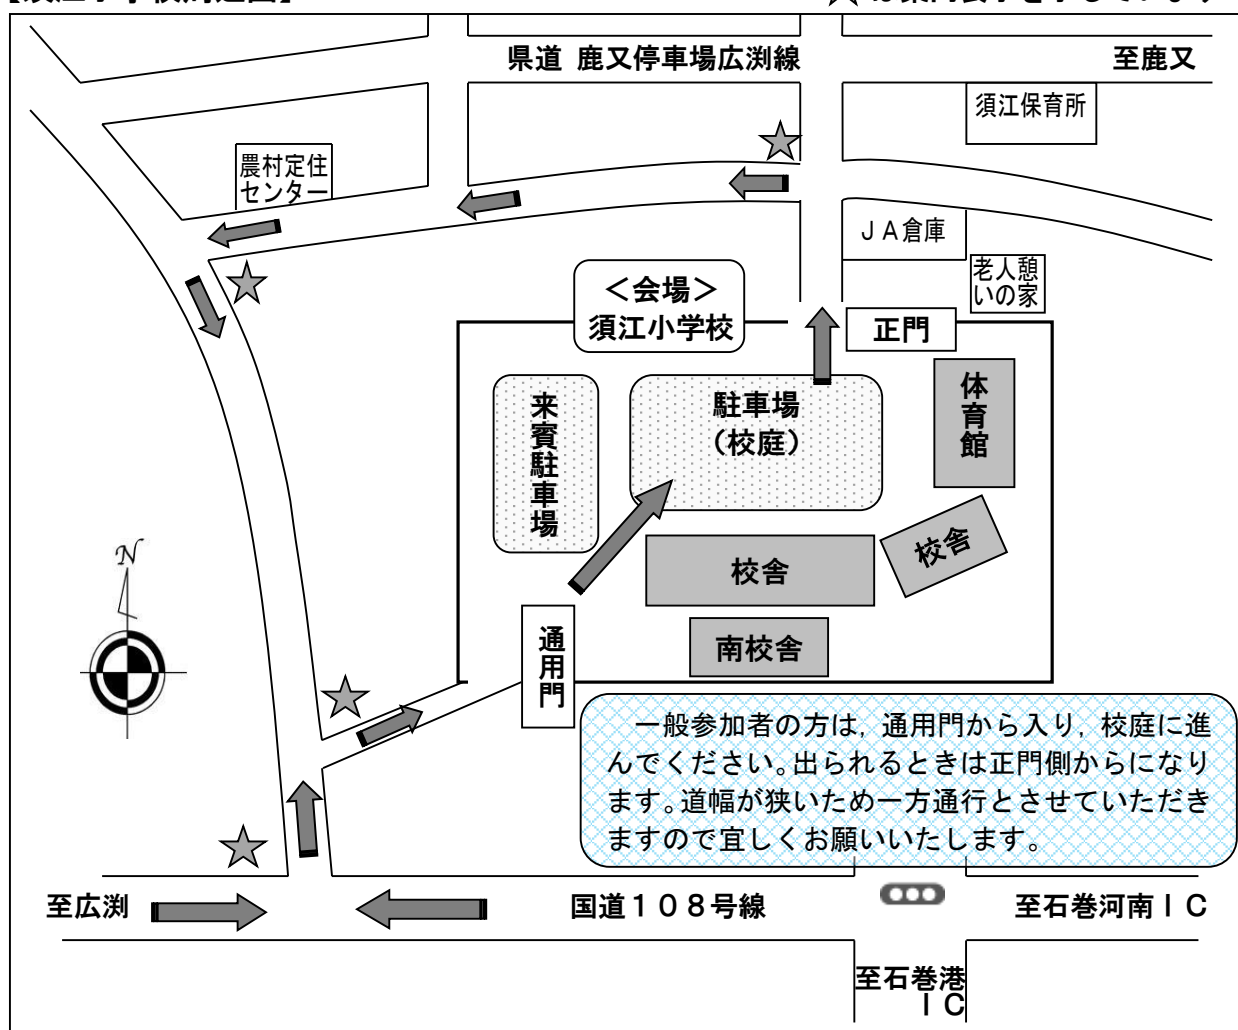 県道 鹿又停車場広渕線
至鹿又
須江保育所
農村定住
センター
ＪＡ倉庫
老人憩
いの家
＜会場＞
須江小学校
正門
来賓駐車場
駐車場
（校庭）
体育館
校舎
校舎
南校舎
通用門
N
一般参加者の方は，通用門から入り，校庭に進
んでください。出られるときは正門側からになり
ます。道幅が狭いため一方通行とさせていただき
ますので宜しくお願いいたします。
至広渕
国道１０８号線
至石巻河南ＩＣ
至石巻港
ＩＣ